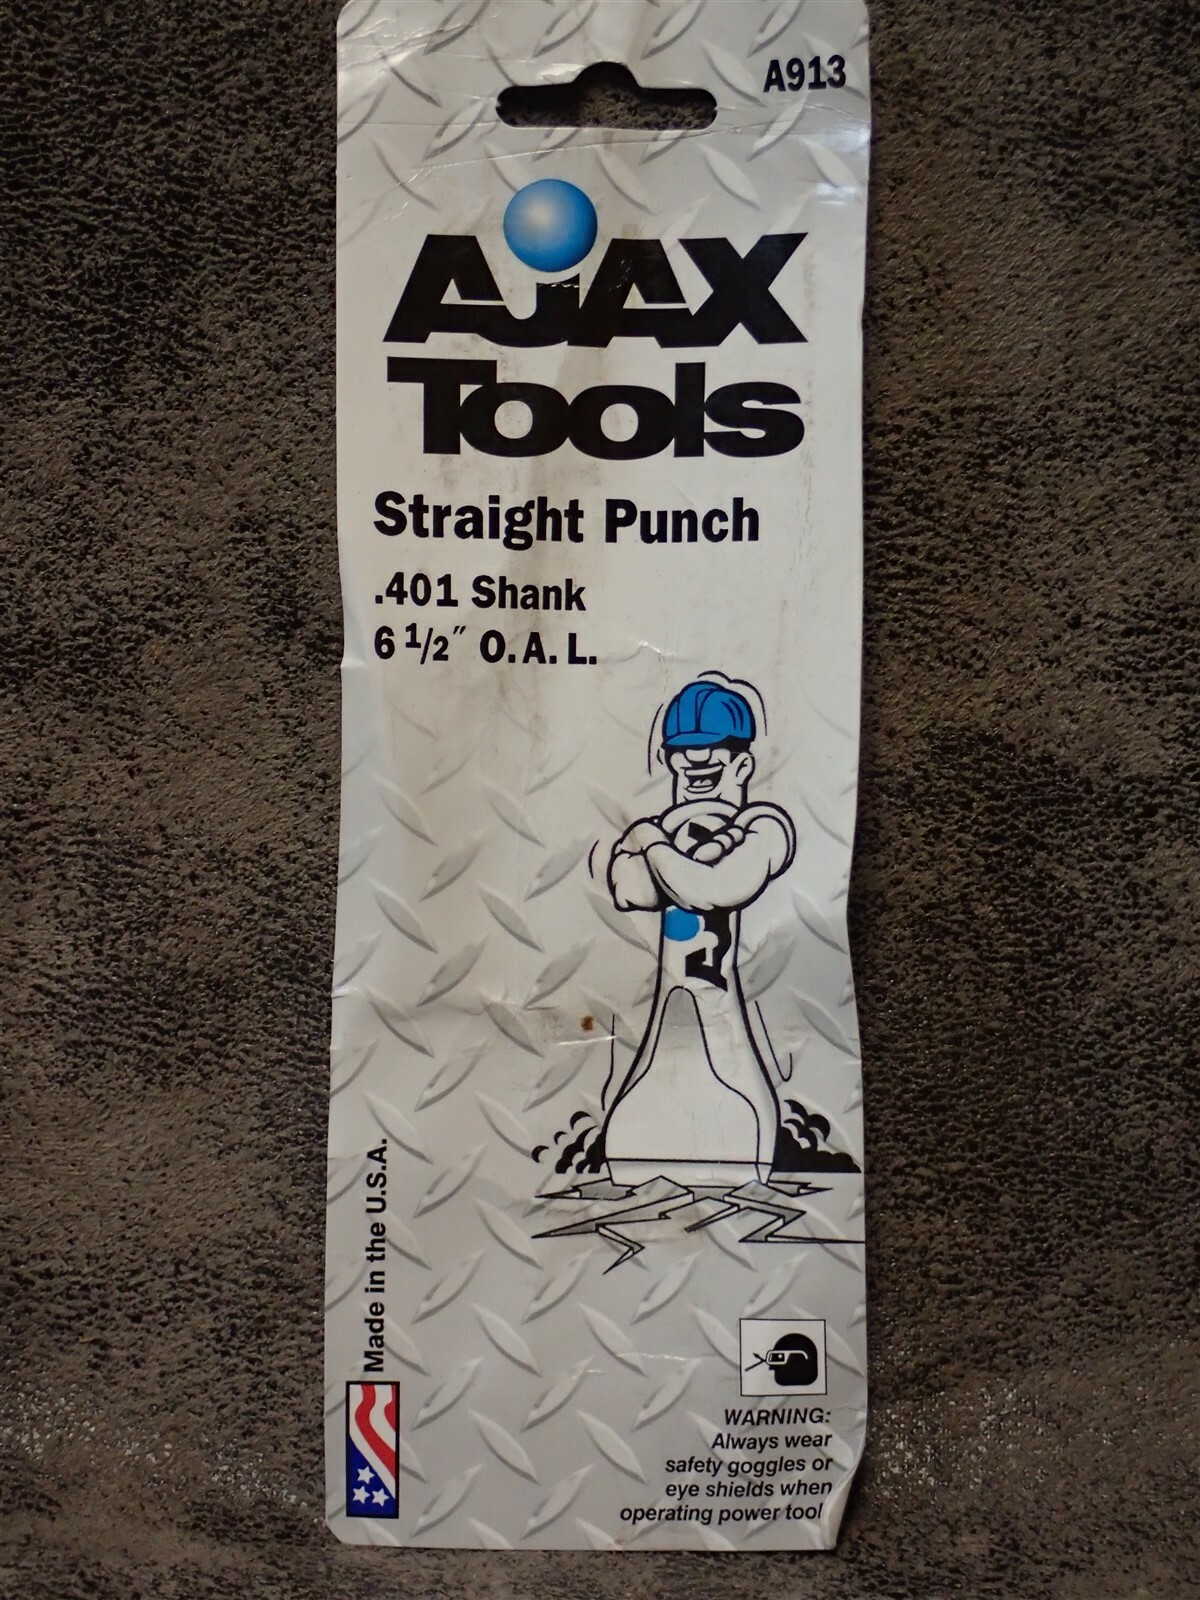 A913
AJAX
Tools
Straight Punch
.401 Shank
6 1/2″ O.A.L.
AJ
Made in the U.S.A.
WARNING:
Always wear
safety goggles or
eye shields when
operating power tool